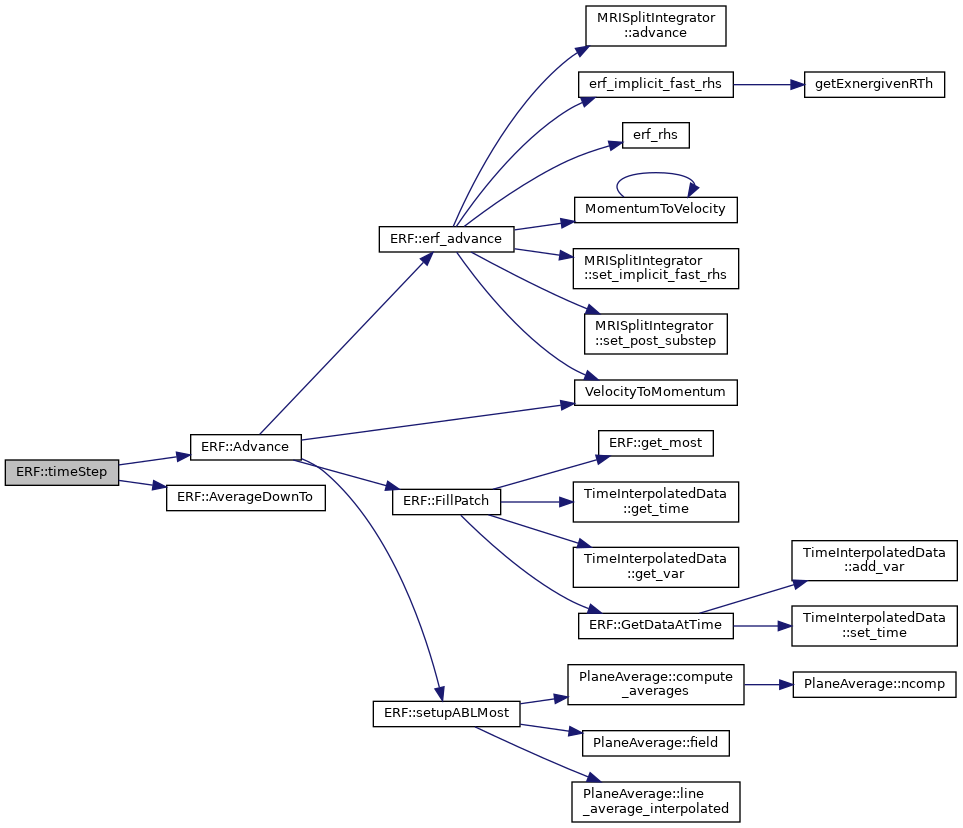 MRISplitIntegrator
::advance
erf_implicit_fast_rhs
getExnergivenRTh
erf_rhs
MomentumToVelocity
ERF::erf_advance
MRISplitIntegrator
::set_implicit_fast_rhs
MRISplitIntegrator
::set_post_substep
VelocityToMomentum
ERF::get_most
ERF::Advance
ERF::timeStep
ERF::AverageDownTo
ERF::FillPatch
TimeInterpolatedData
::get_time
TimeInterpolatedData
::get_var
TimeInterpolatedData
::add_var
ERF::GetDataAtTime
TimeInterpolatedData
::set_time
PlaneAverage::compute
_averages
PlaneAverage::ncomp
ERF::setupABLMost
PlaneAverage::field
PlaneAverage::line
_average_interpolated